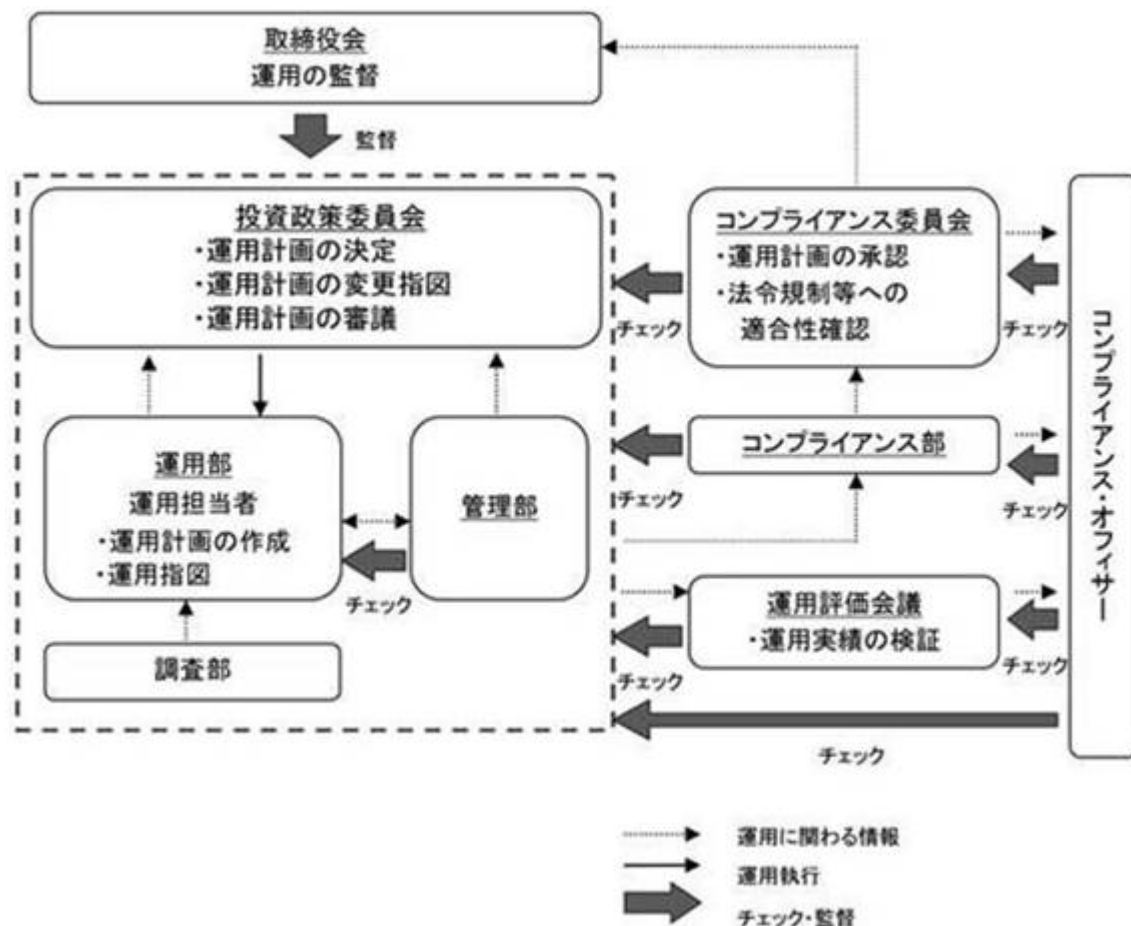 取締役会
運用の監督
監督
投資政策委員会
・運用計画の決定
・運用計画の変更指図
・運用計画の審議
コンプライアンス委員会
・運用計画の承認
・法令規制等への
適合性確認
チェック
チェック
コンプライアンス・オフィサー
運用部
運用担当者
・運用計画の作成
・運用指図
管理部
チェック
コンプライアンス部
チェック
チェック
調査部
運用評価会議
・運用実績の検証
チェック
チェック
チェック
運用に関わる情報
運用執行
チェック・監督